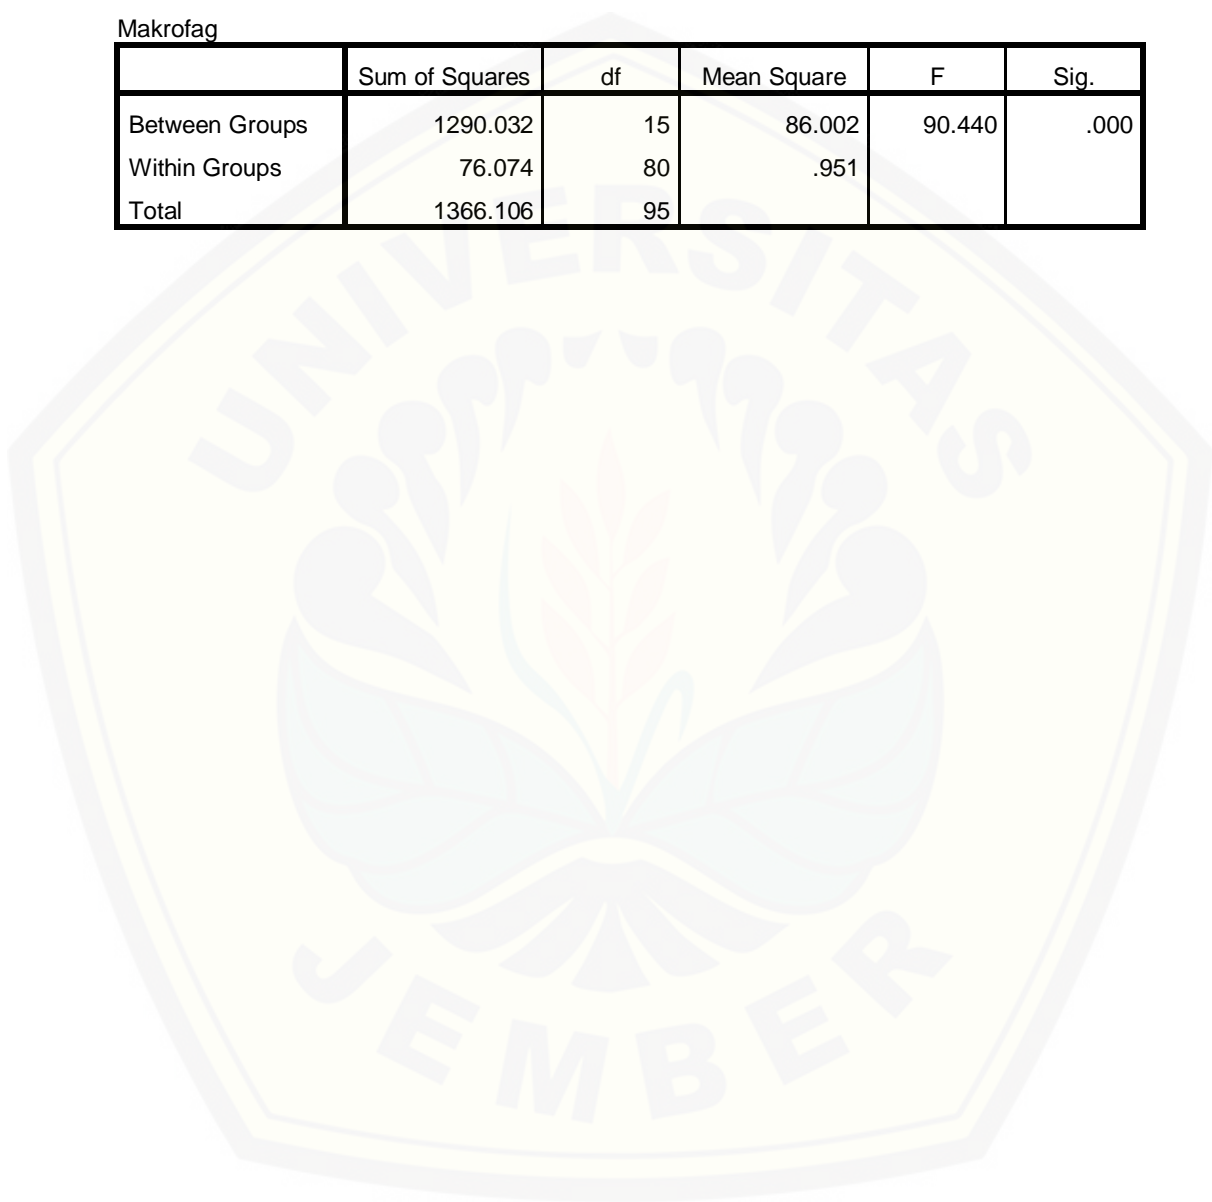 Makrofag
Sum of Squares df Mean Square F Sig.
Between Groups 1290.032 15 86.002 90.440 .000
Within Groups 76.074 80 .951
Total 1366.106 95
UNIVERSITAS
JEMBER